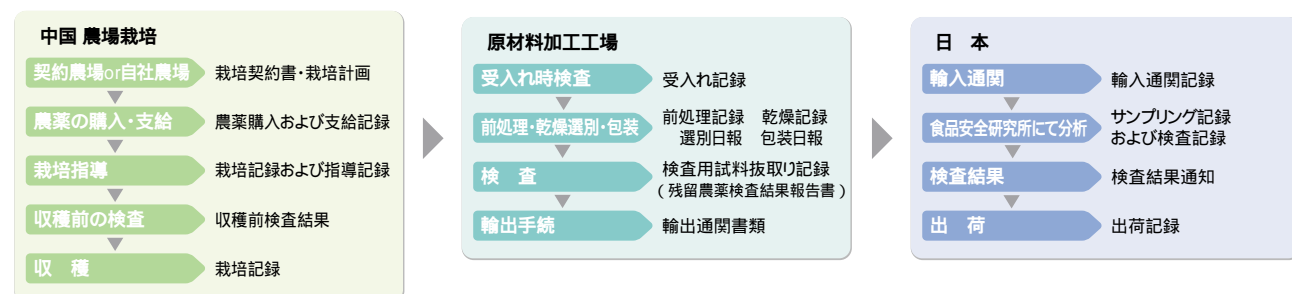 中国 農場栽培
契約農場or自社農場 栽培契約書・栽培計画
農薬の購入・支給 農薬購入および支給記録
栽培指導 栽培記録および指導記録
収穫前の検査 収穫前検査結果
収 穫 栽培記録
原材料加工工場
受入れ時検査 受入れ記録
前処理・乾燥選別・包装 前処理記録 乾燥記録
選別日報 包装日報
検 査 検査用試料抜取り記録
(残留農薬検査結果報告書)
輸出手続 輸出通関書類
日 本
輸入通関 輸入通関記録
食品安全研究所にて分析 サンプリング記録
および検査記録
検査結果 検査結果通知
出 荷 出荷記録